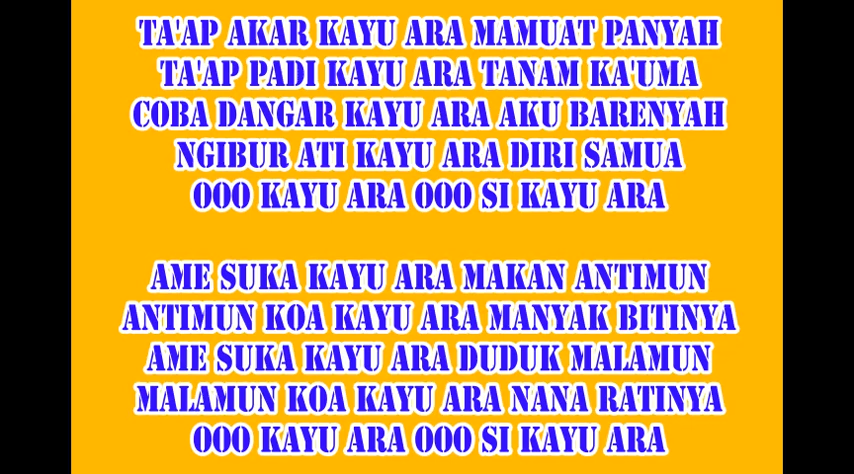 TA'AP AKAR KAYU ARA MAMUAT PANYAH
TA'AP PADI KAYU ARA TANAM KA'UMA
COBA DANGAR KAYU ARA AKU BARENYAH
NGIBUR ATI KAYU ARA DIRI SAMUA
OOO KAYU ARA OOO SI KAYU ARA
AME SUKA KAYU ARA MAKAN ANTIMUN
ANTIMUN KOA KAYU ARA MANYAK BITINYA
AME SUKA KAYU ARA DUDUK MALAMUN
MALAMUN KOA KAYU ARA NANA RATINYA
OOO KAYU ARA OOO SI KAYU ARA